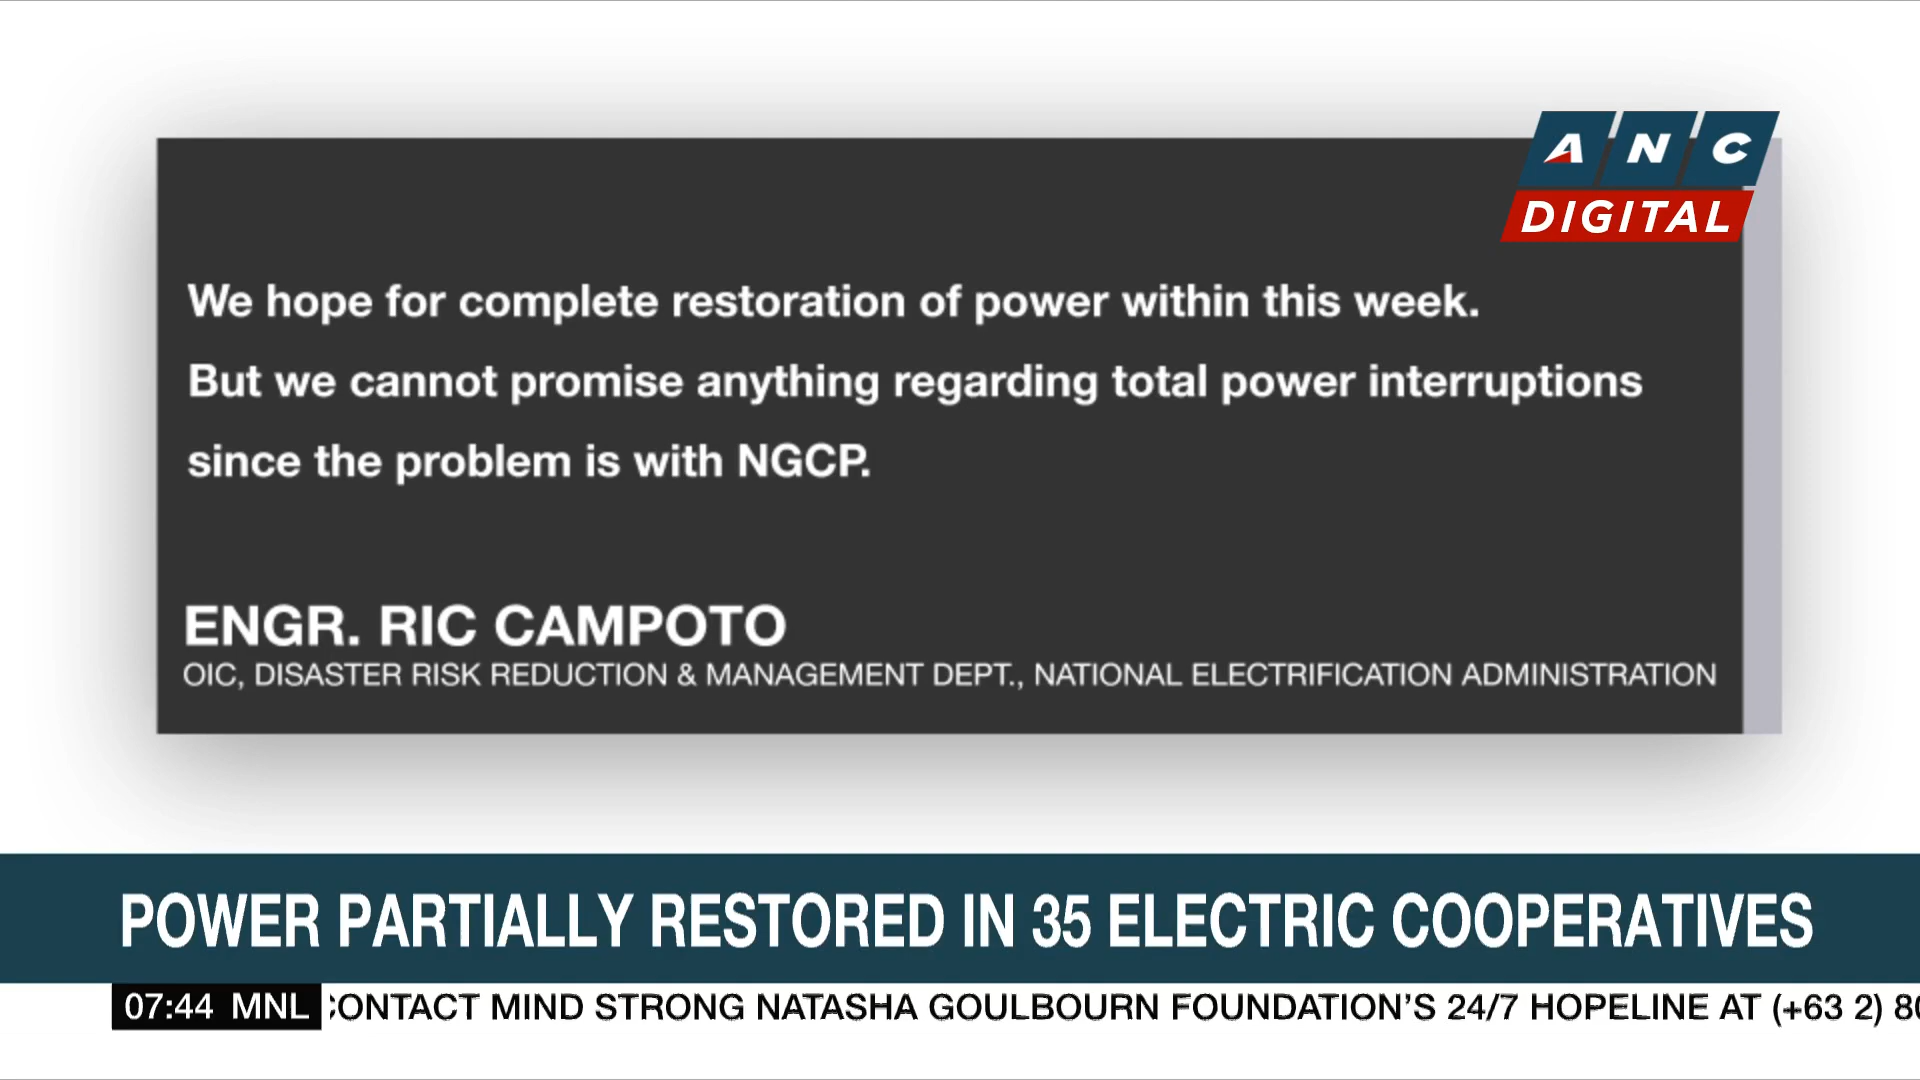 ANC
DIGITAL
We hope for complete restoration of power within this week.
But we cannot promise anything regarding total power interruptions
since the problem is with NGCP.
ENGR. RIC CAMPOTO
OIC, DISASTER RISK REDUCTION & MANAGEMENT DEPT., NATIONAL ELECTRIFICATION ADMINISTRATION
POWER PARTIALLY RESTORED IN 35 ELECTRIC COOPERATIVES
07:44 MNL CONTACT MIND STRONG NATASHA GOULBOURN FOUNDATION’S 24/7 HOPELINE AT (+63 2)